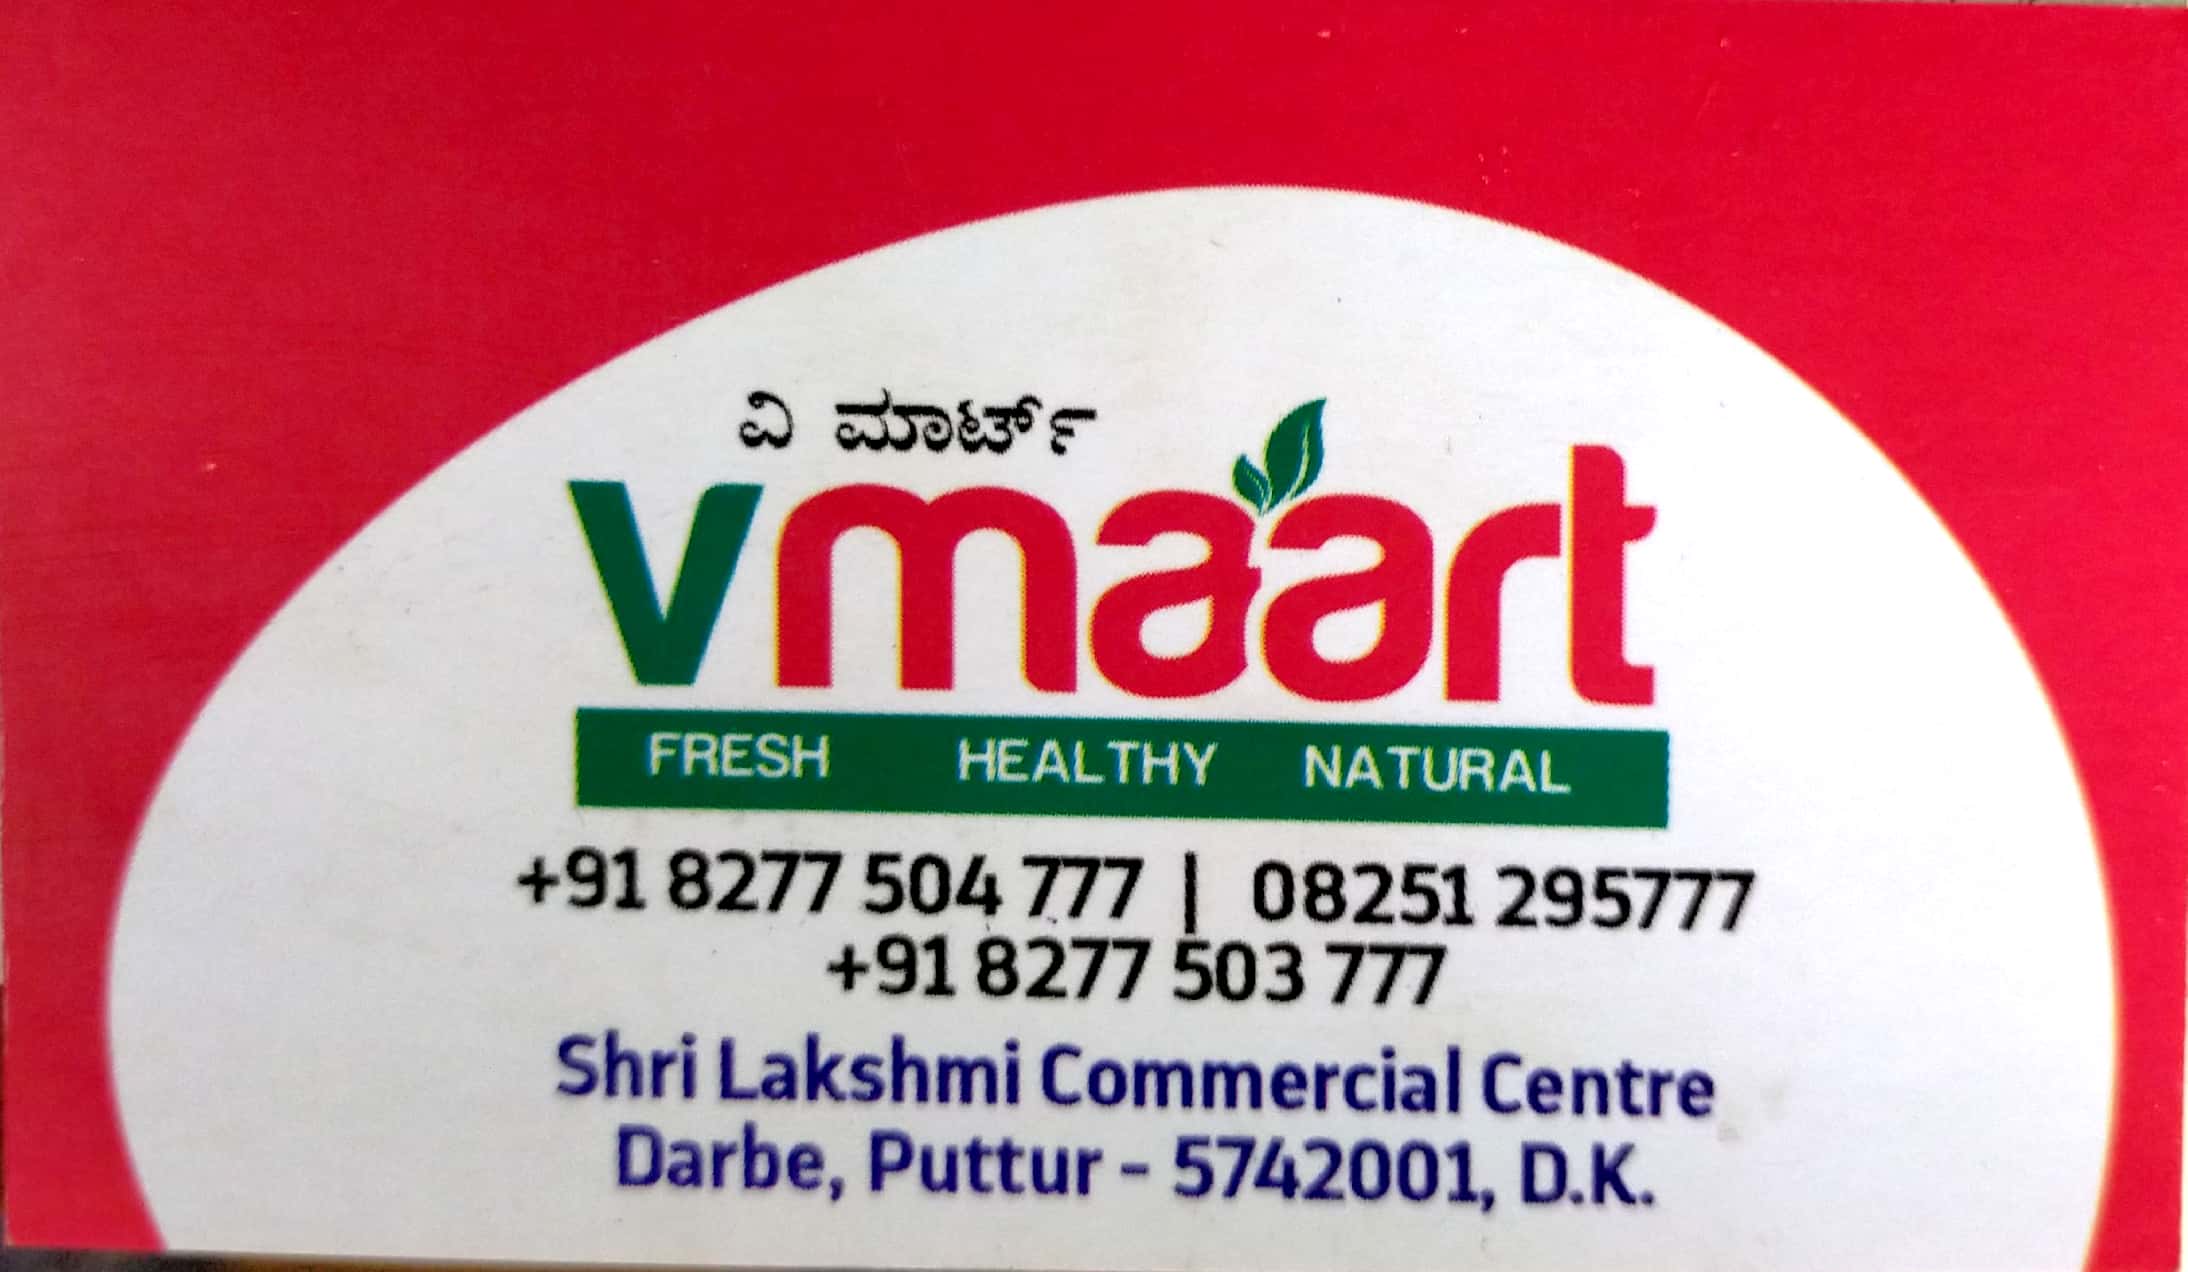 ವಿ ಮಾರ್ಟ್
vmaart
FRESH HEALTHY NATURAL
+91 8277 504 777 | 08251 295777
+91 8277 503 777
Shri Lakshmi Commercial Centre
Darbe, Puttur - 5742001, D.K.